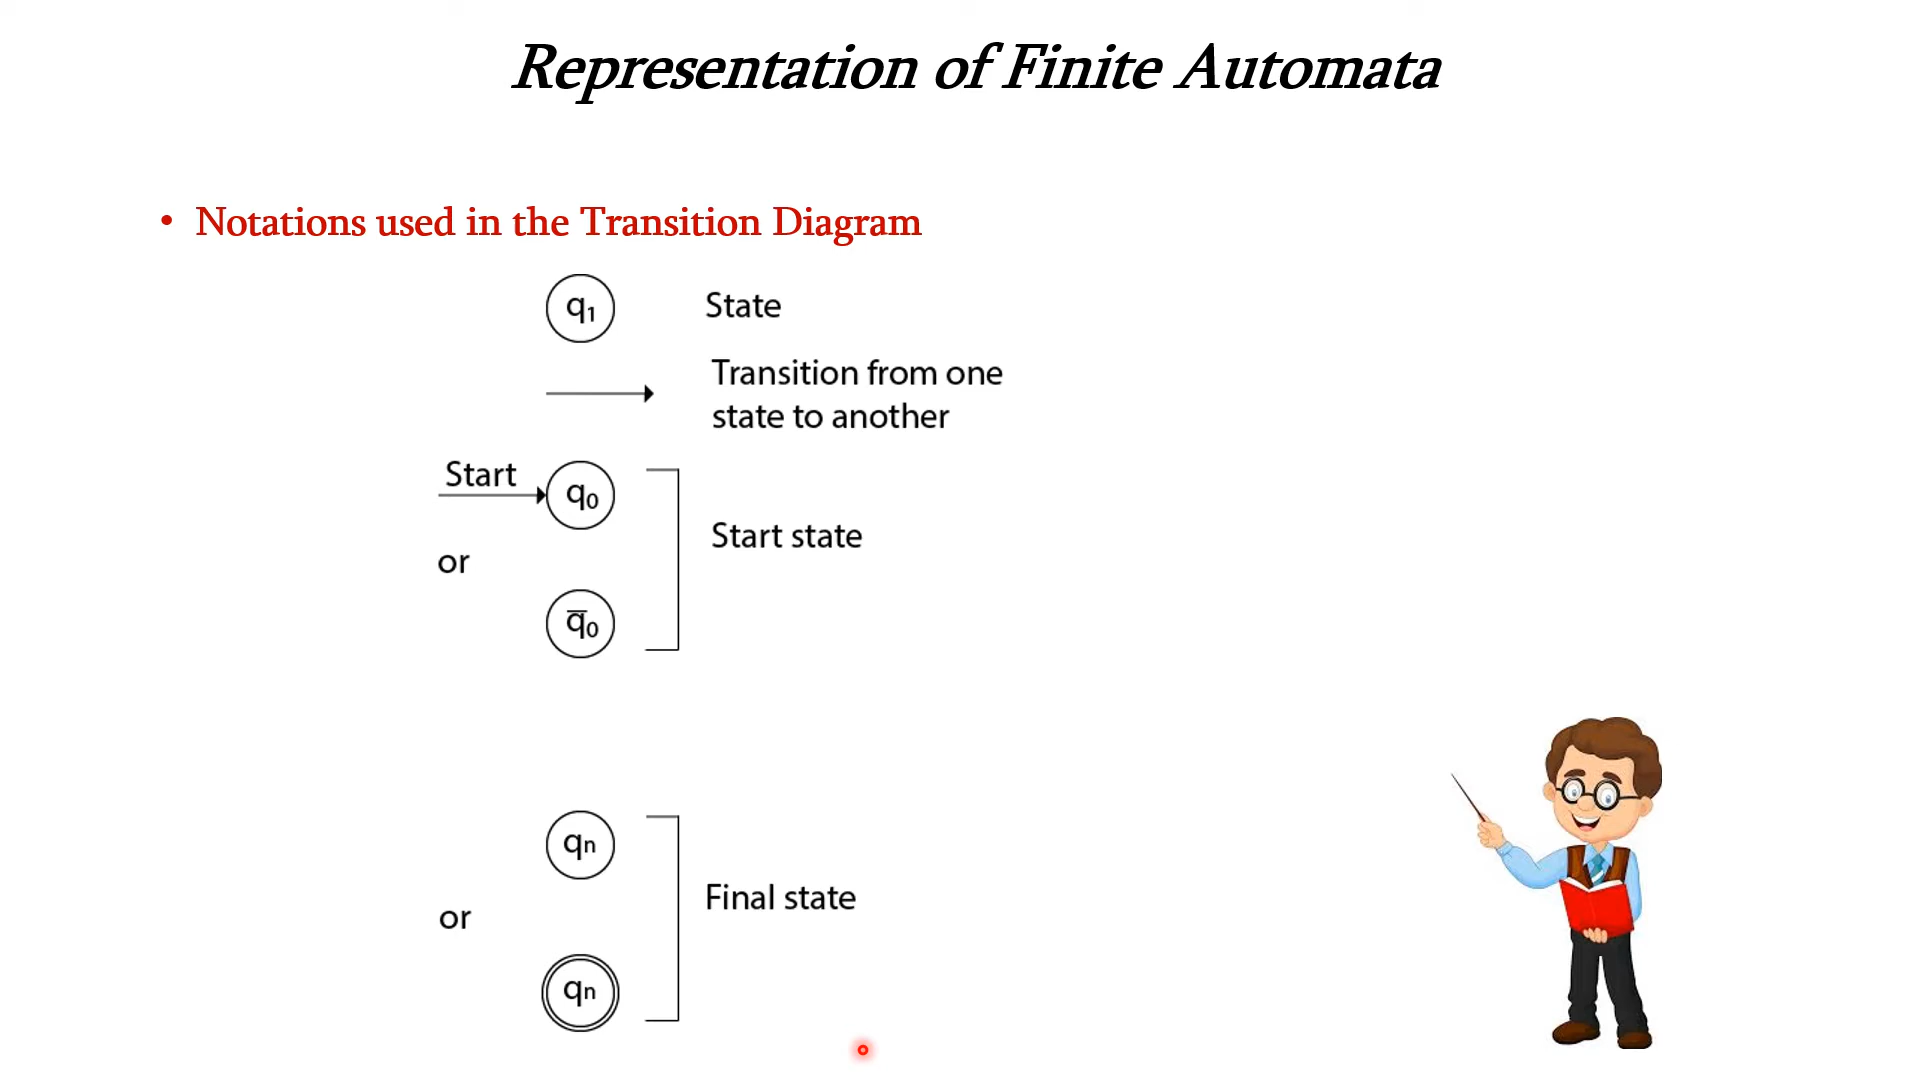 Representation of Finite Automata
• Notations used in the Transition Diagram
q₁ State
Transition from one
state to another
Start q₀
Start state
or
q̅₀
qn
Final state
or
qn